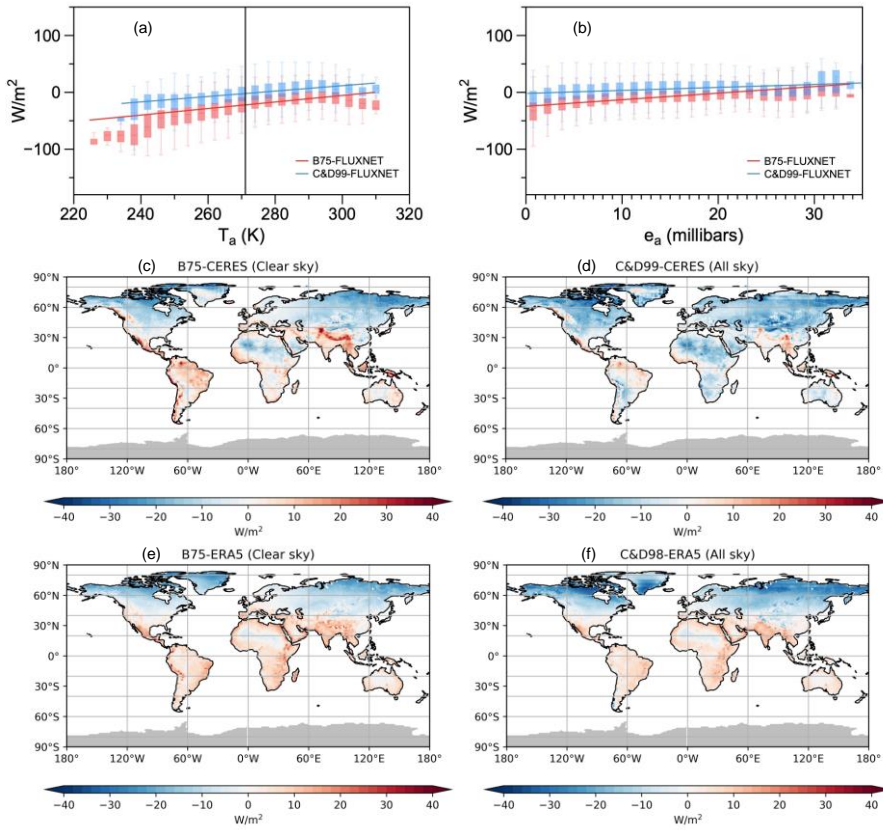 (a)
(b)
W/m²
100
0
−100
220
240
260
280
300
320
Tₐ (K)
B75-FLUXNET
C&D99-FLUXNET
W/m²
100
0
−100
0
10
20
30
eₐ (millibars)
B75-FLUXNET
C&D99-FLUXNET
(c)
B75-CERES (Clear sky)
90°N
60°N
30°N
0°
30°S
60°S
90°S
180°
120°W
60°W
0°W
60°E
120°E
180°
−40
−30
−20
−10
0
10
20
30
40
W/m²
(d)
C&D99-CERES (All sky)
90°N
60°N
30°N
0°
30°S
60°S
90°S
180°
120°W
60°W
0°W
60°E
120°E
180°
−40
−30
−20
−10
0
10
20
30
40
W/m²
(e)
B75-ERA5 (Clear sky)
90°N
60°N
30°N
0°
30°S
60°S
90°S
180°
120°W
60°W
0°W
60°E
120°E
180°
−40
−30
−20
−10
0
10
20
30
40
W/m²
(f)
C&D98-ERA5 (All sky)
90°N
60°N
30°N
0°
30°S
60°S
90°S
180°
120°W
60°W
0°W
60°E
120°E
180°
−40
−30
−20
−10
0
10
20
30
40
W/m²